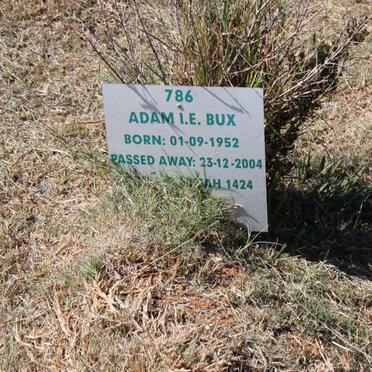 786
ADAM I.E. BUX
BORN: 01-09-1952
PASSED AWAY: 23-12-2004
1424